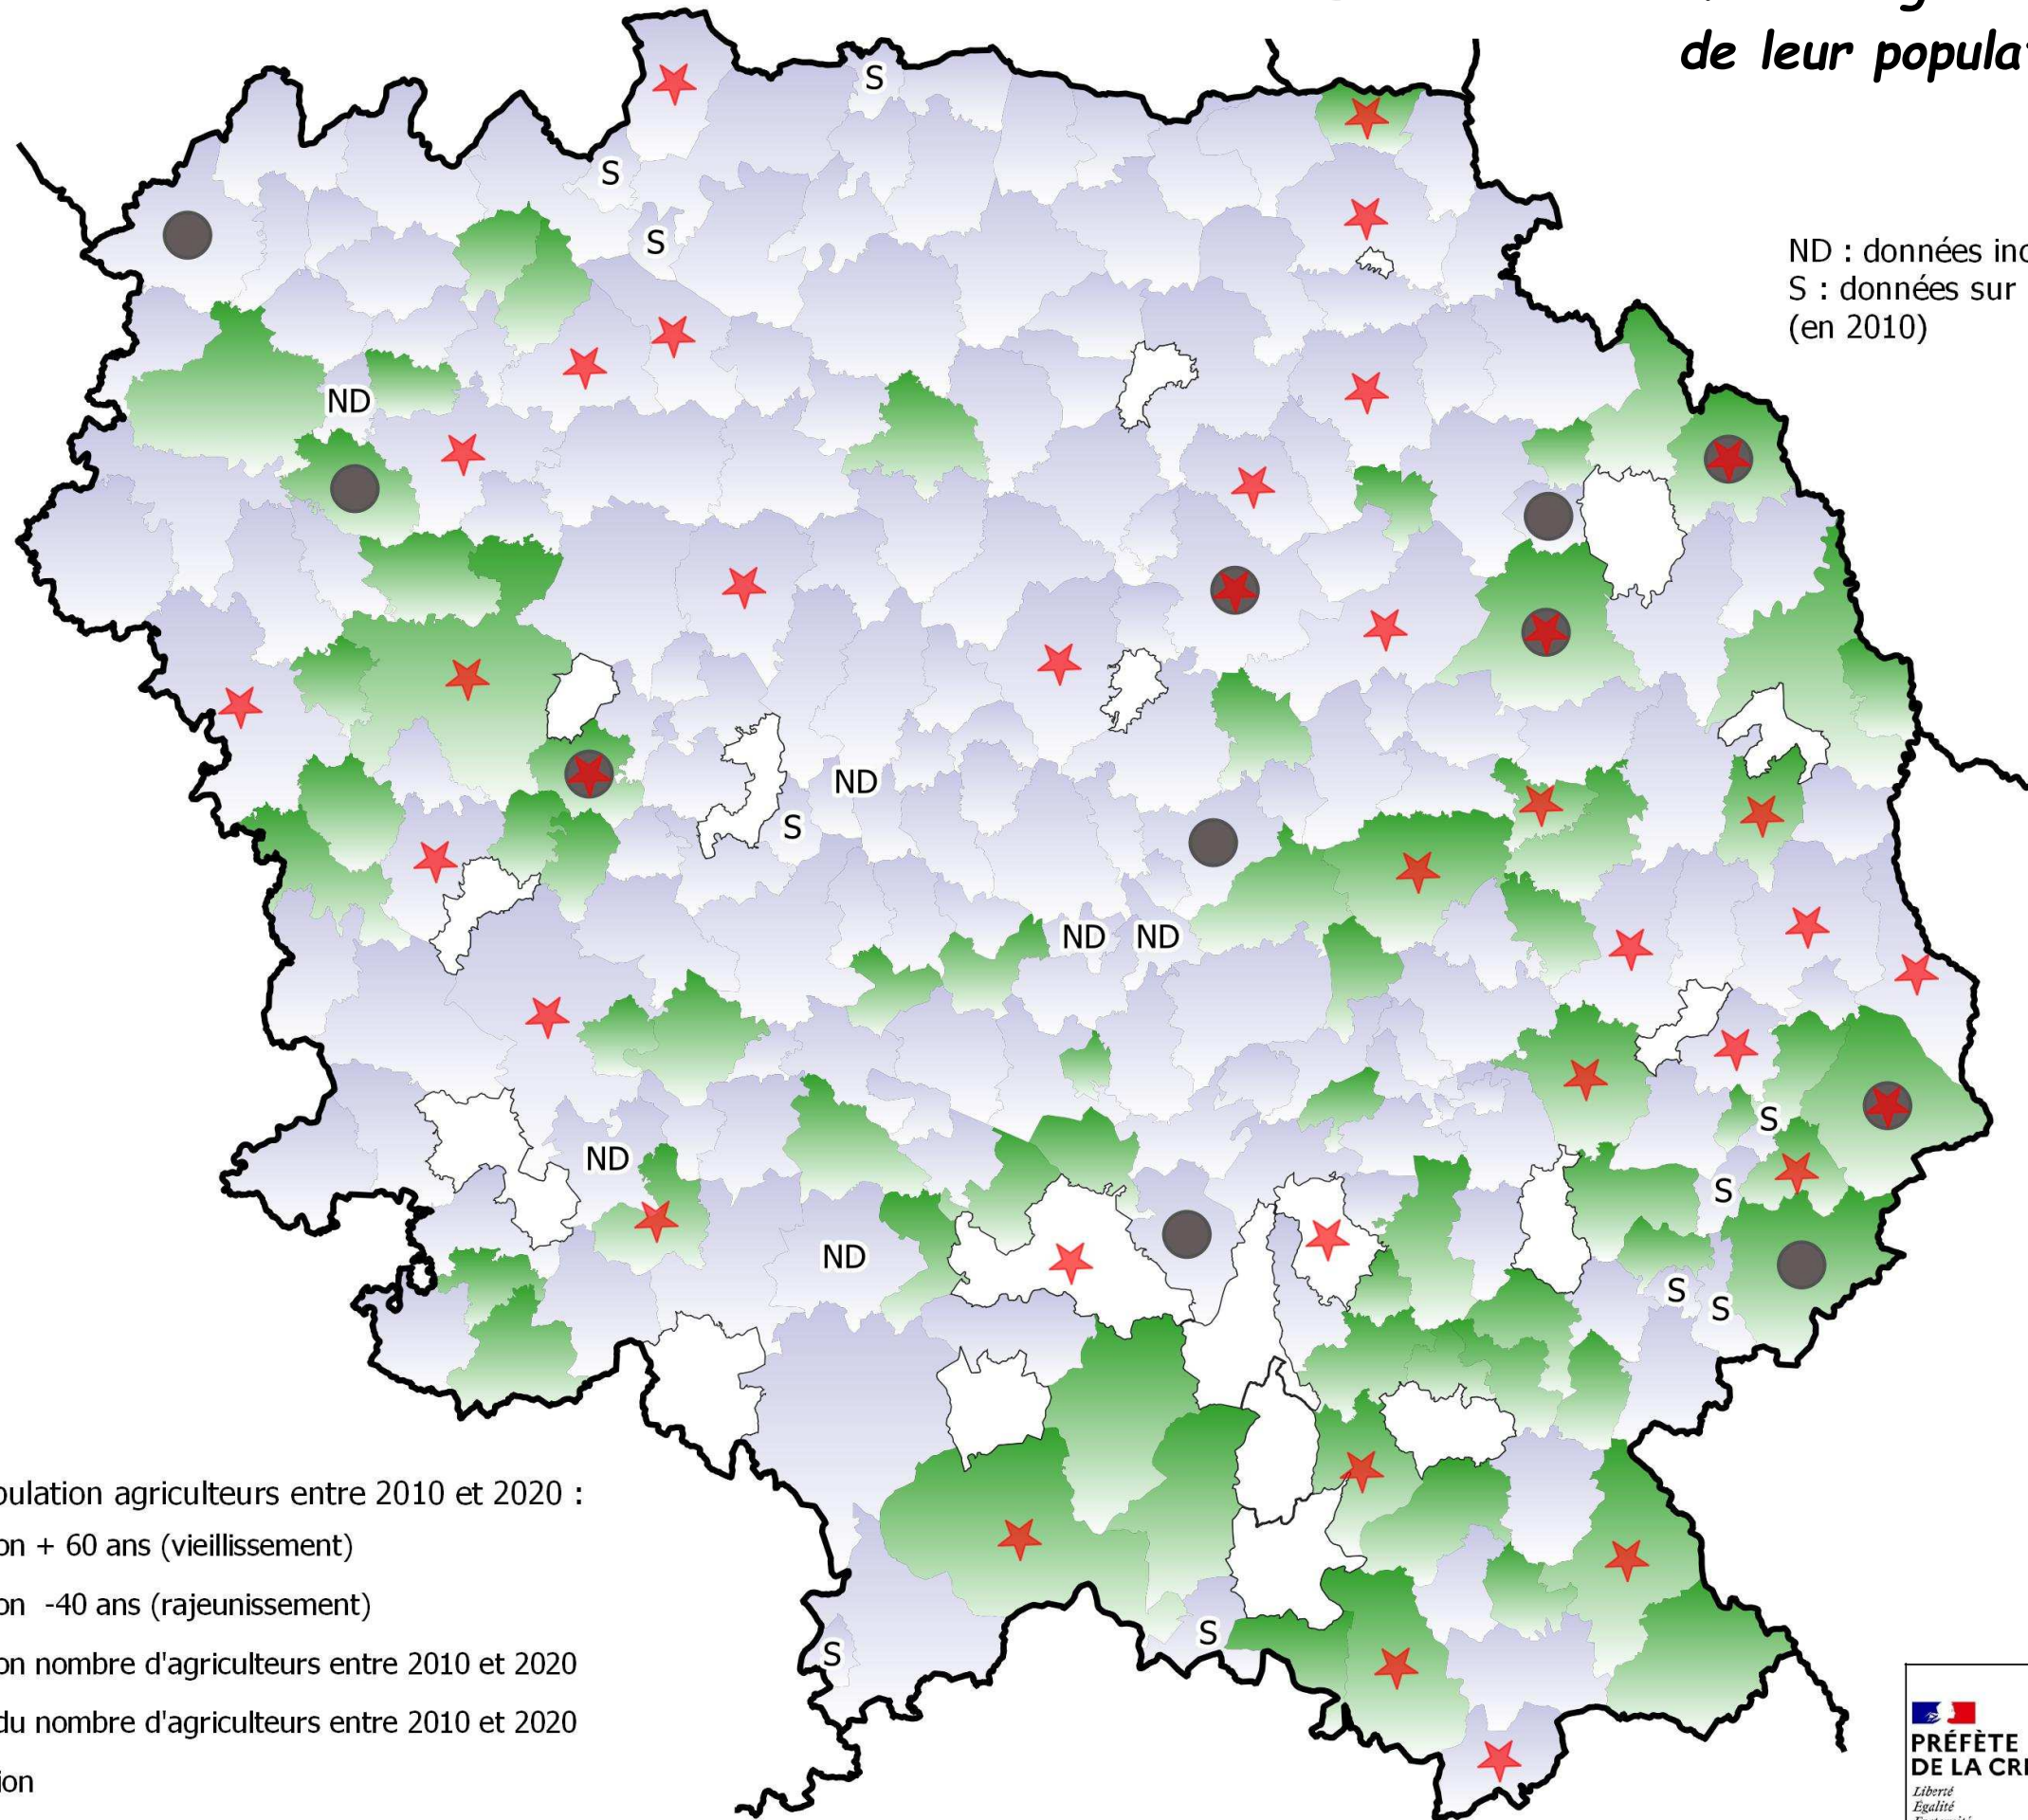 de leur popula
S
S
S
ND : données in
S : données sur
(en 2010)
ND
ND
S
ND ND
S
ND
S
ND
S
S
S
S
pulation agriculteurs entre 2010 et 2020 :
on + 60 ans (vieillissement)
on -40 ans (rajeunissement)
on nombre d'agriculteurs entre 2010 et 2020
du nombre d'agriculteurs entre 2010 et 2020
ion
PRÉFÈTE
DE LA CRE
Liberté
Égalité